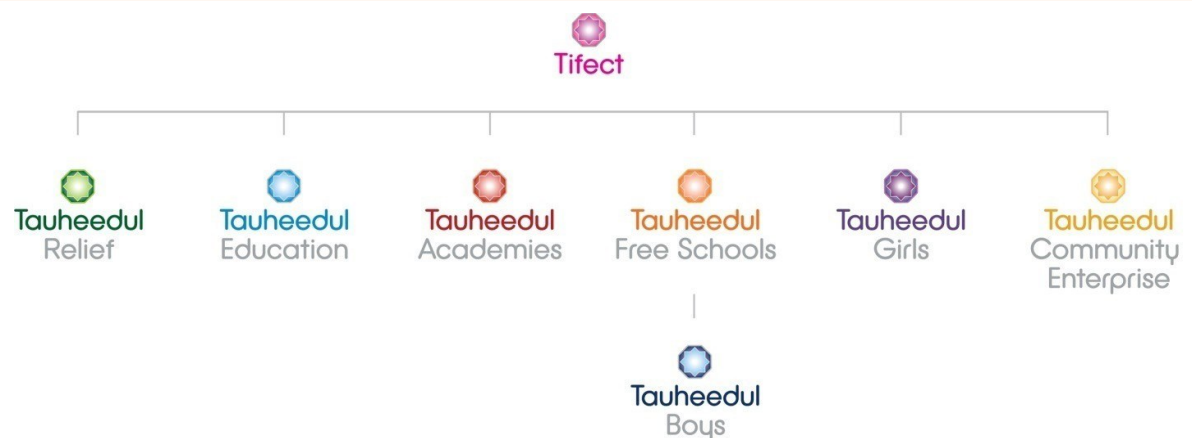 Tifect
Tauheedul
Relief
Tauheedul
Education
Tauheedul
Academies
Tauheedul
Free Schools
Tauheedul
Girls
Tauheedul
Community
Enterprise
Tauheedul
Boys